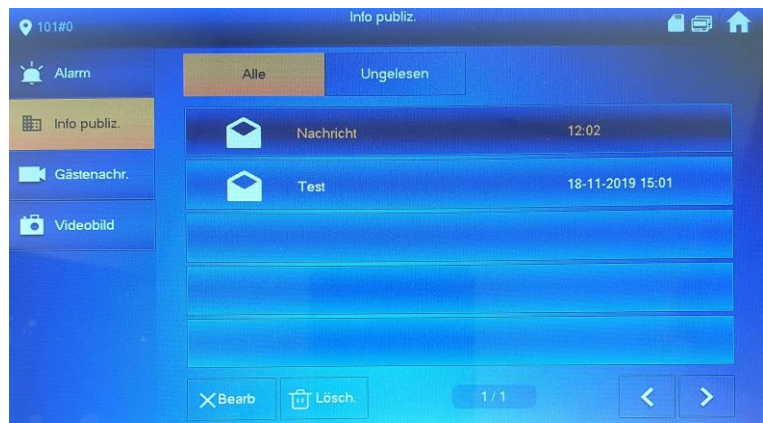 Info publiz.
101#0
Alarm
Info publiz.
Gästenachr.
Videobild
Alle
Ungelesen
Nachricht
12:02
Test
18-11-2019 15:01
Bearb
Lösch.
1/1